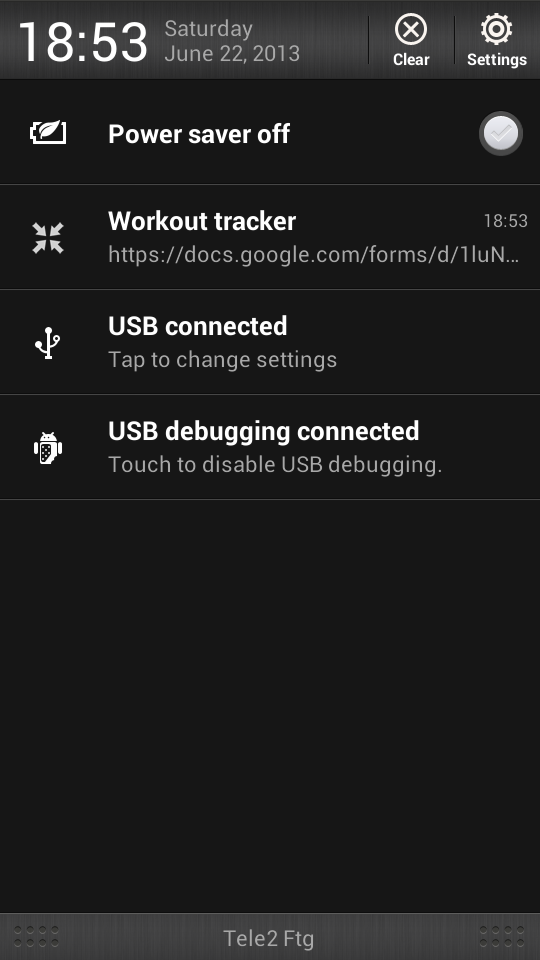 18:53
Saturday
June 22, 2013
Clear
Settings
Power saver off
Workout tracker
18:53
https://docs.google.com/forms/d/1luN...
USB connected
Tap to change settings
USB debugging connected
Touch to disable USB debugging.
Tele2 Ftg